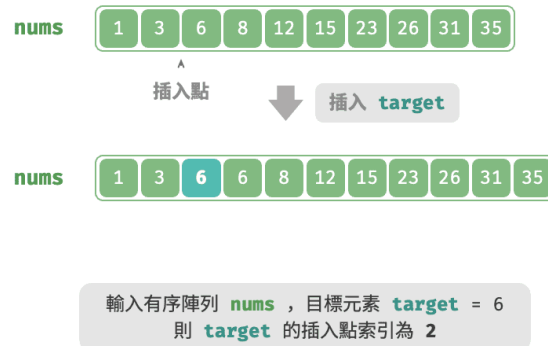 nums 1 3 6 8 12 15 23 26 31 35
插入點
插入 target
nums 1 3 6 6 8 12 15 23 26 31 35
輸入有序陣列 nums ，目標元素 target = 6
則 target 的插入點索引為 2